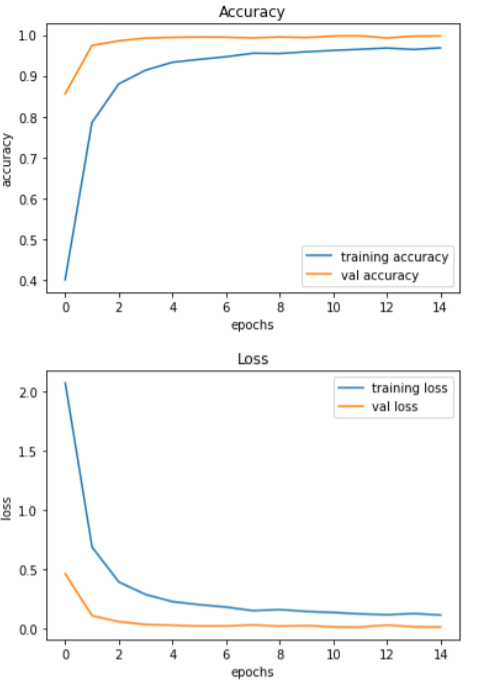 Accuracy
1.0
0.9
0.8
0.7
0.6
0.5
0.4
accuracy
training accuracy
val accuracy
0 2 4 6 8 10 12 14
epochs
Loss
2.0
1.5
1.0
0.5
0.0
loss
training loss
val loss
0 2 4 6 8 10 12 14
epochs